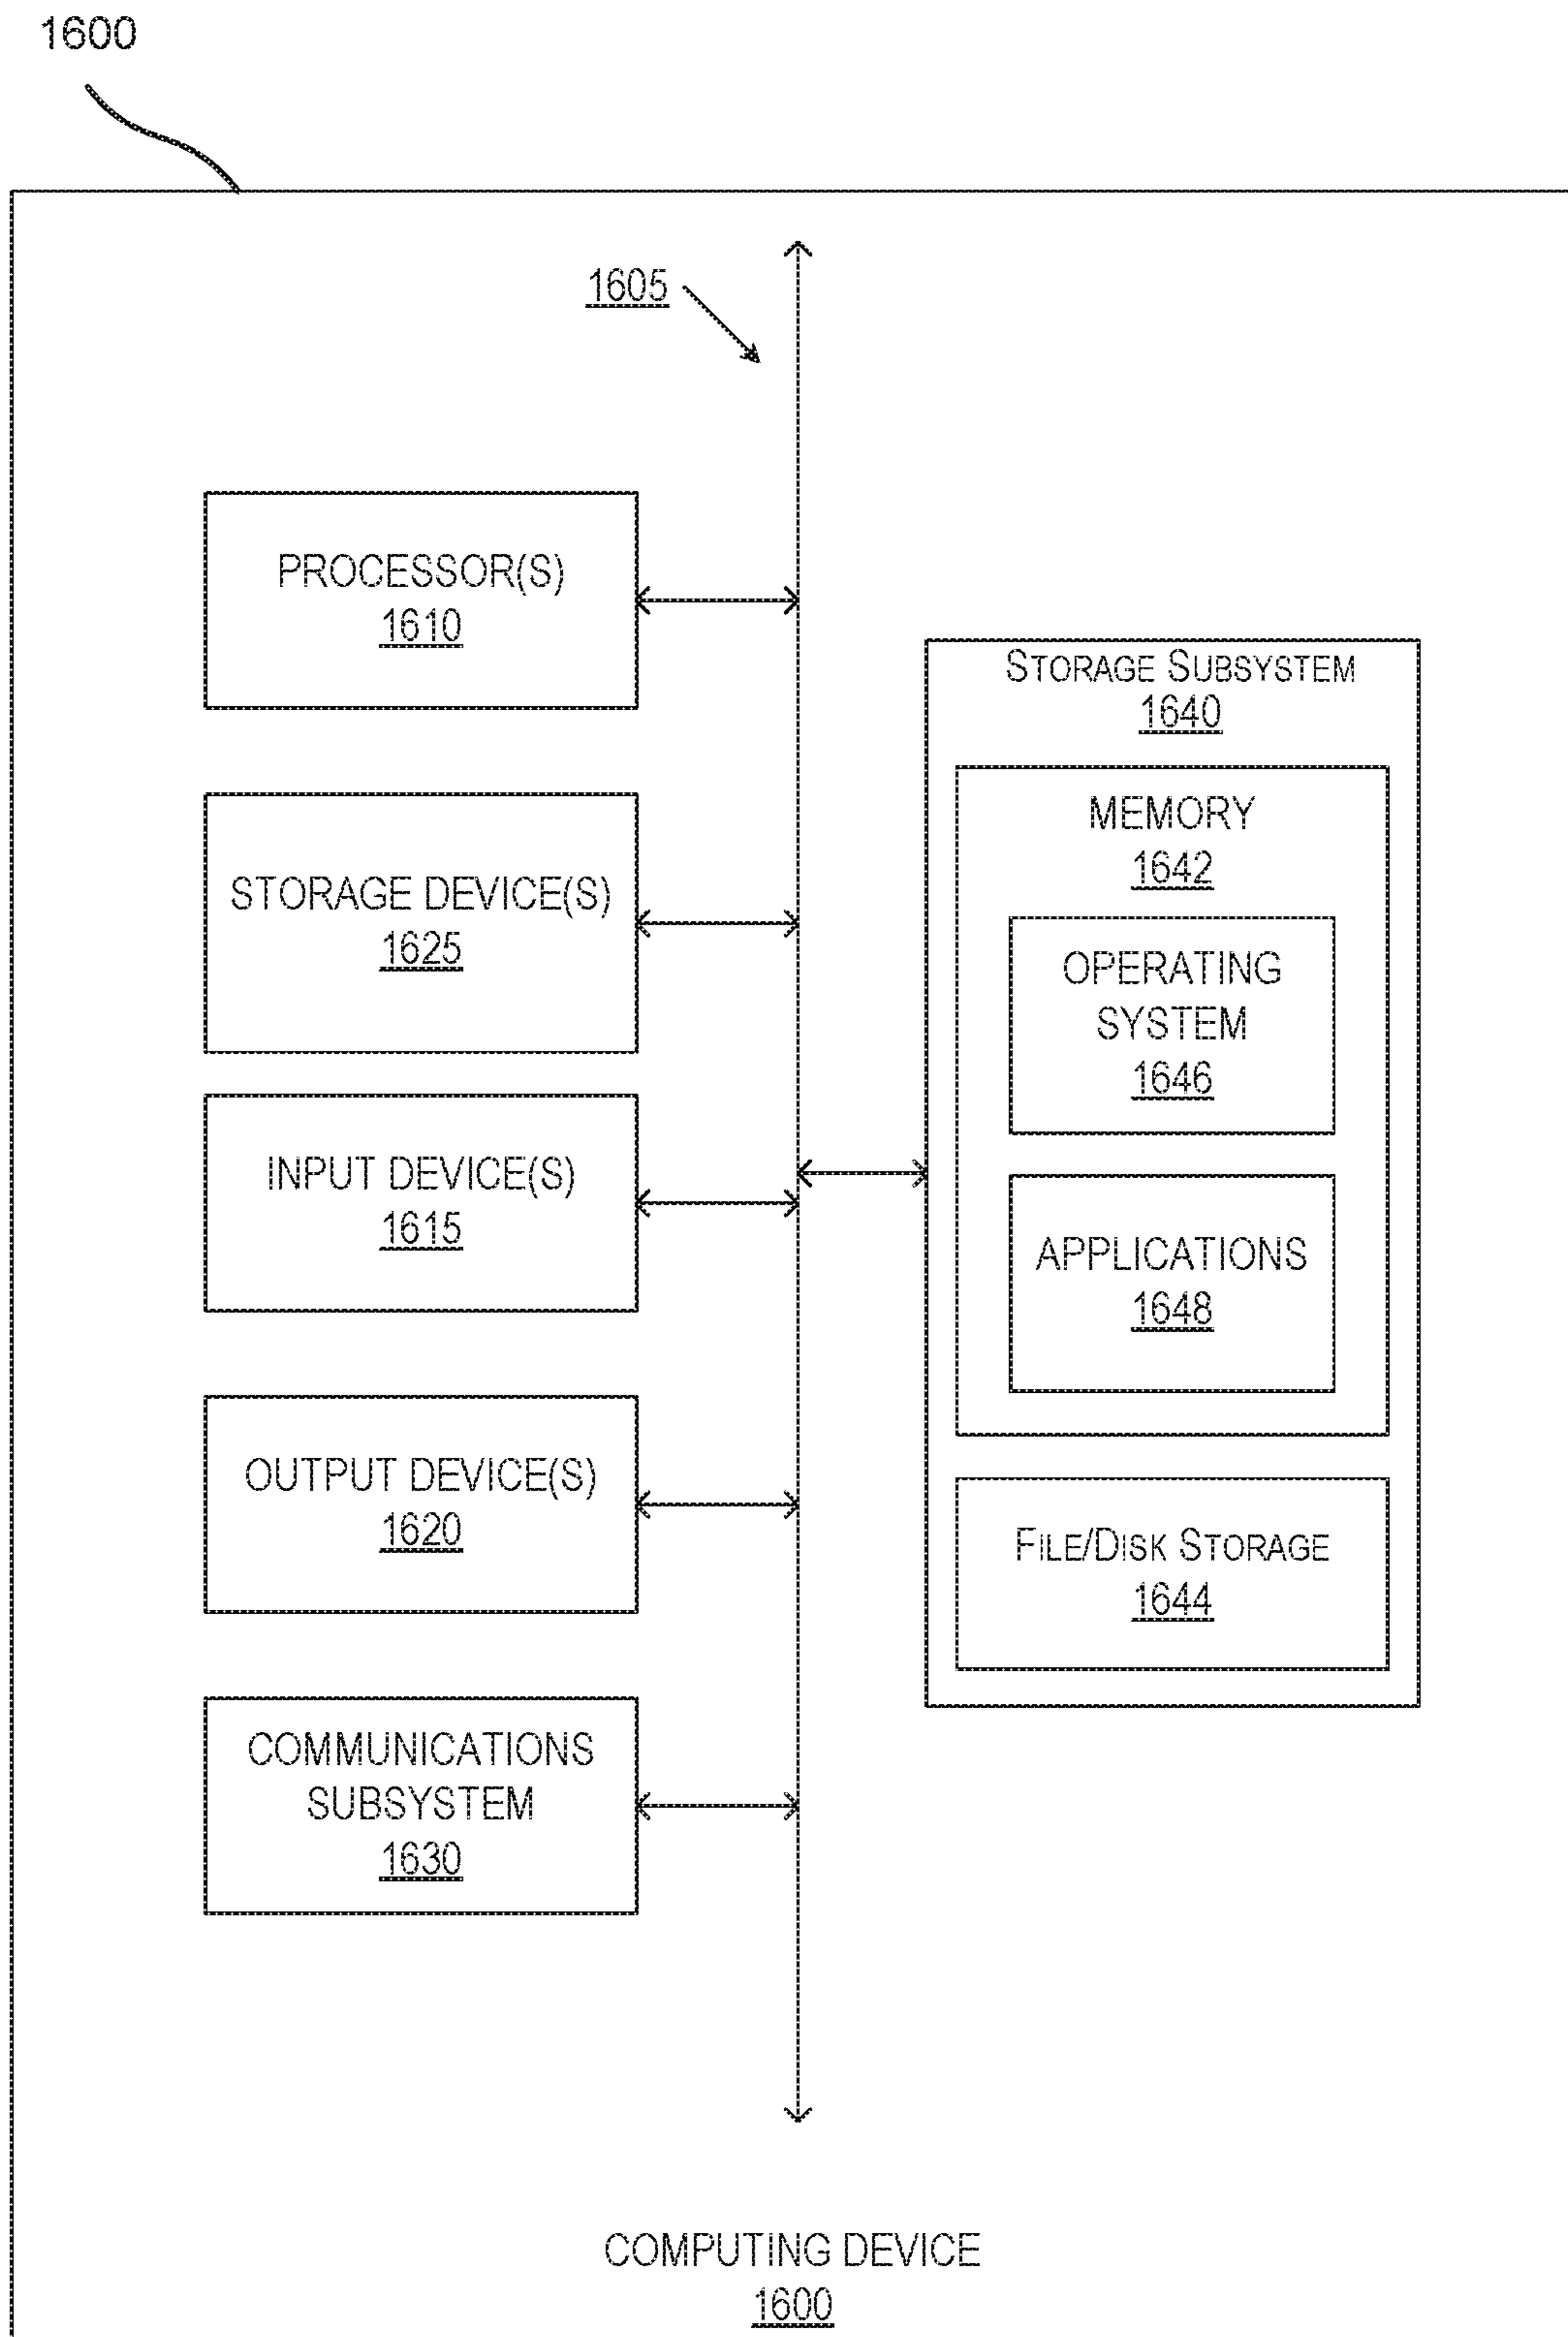 1600
1605
PROCESSOR(S)
1610
STORAGE DEVICE(S)
1625
INPUT DEVICE(S)
1615
OUTPUT DEVICE(S)
1620
COMMUNICATIONS
SUBSYSTEM
1630
STORAGE SUBSYSTEM
1640
MEMORY
1642
OPERATING
SYSTEM
1646
APPLICATIONS
1648
FILE/DISK STORAGE
1644
COMPUTING DEVICE
1600